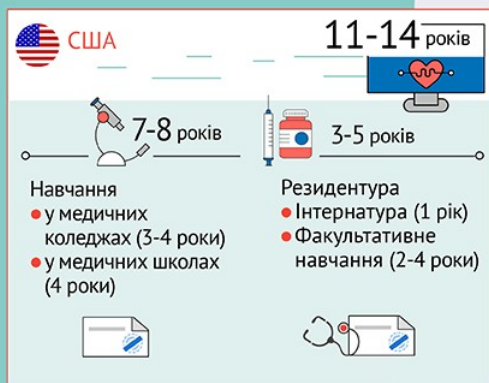 США
11-14 років
7-8 років
Навчання
• у медичних
коледжах (3-4 роки)
• у медичних школах
(4 роки)
3-5 років
Резидентура
• Інтернатура (1 рік)
• Факультативне
навчання (2-4 роки)